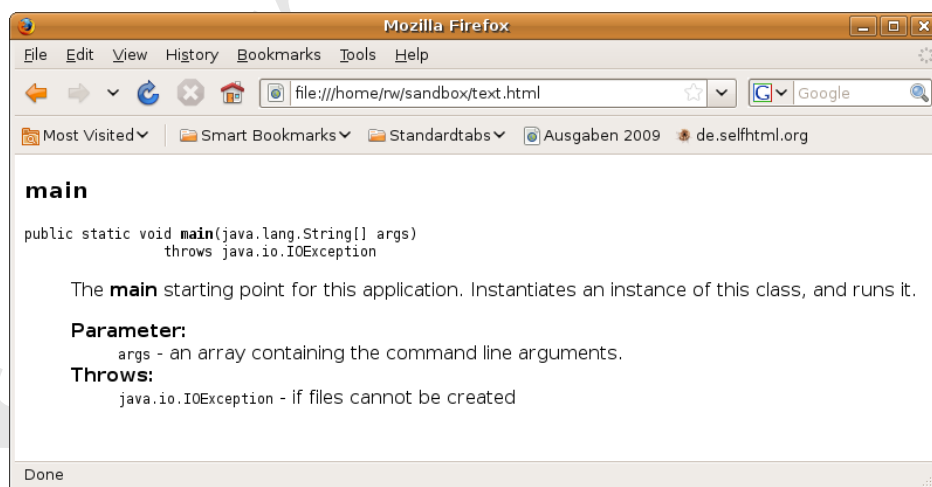 Mozilla Firefox
File Edit View History Bookmarks Tools Help
file:///home/rw/sandbox/text.html
G Google
Most Visited Smart Bookmarks Standardtabs Ausgaben 2009 de.selfhtml.org
main
public static void main(java.lang.String[] args)
throws java.io.IOException
The main starting point for this application. Instantiates an instance of this class, and runs it.
Parameter:
args - an array containing the command line arguments.
Throws:
java.io.IOException - if files cannot be created
Done